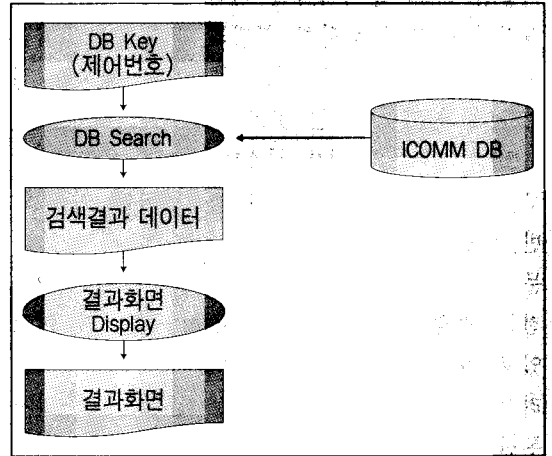 DB Key
(제어번호)
DB Search
ICOMM DB
검색결과 데이터
결과화면
Display
결과화면